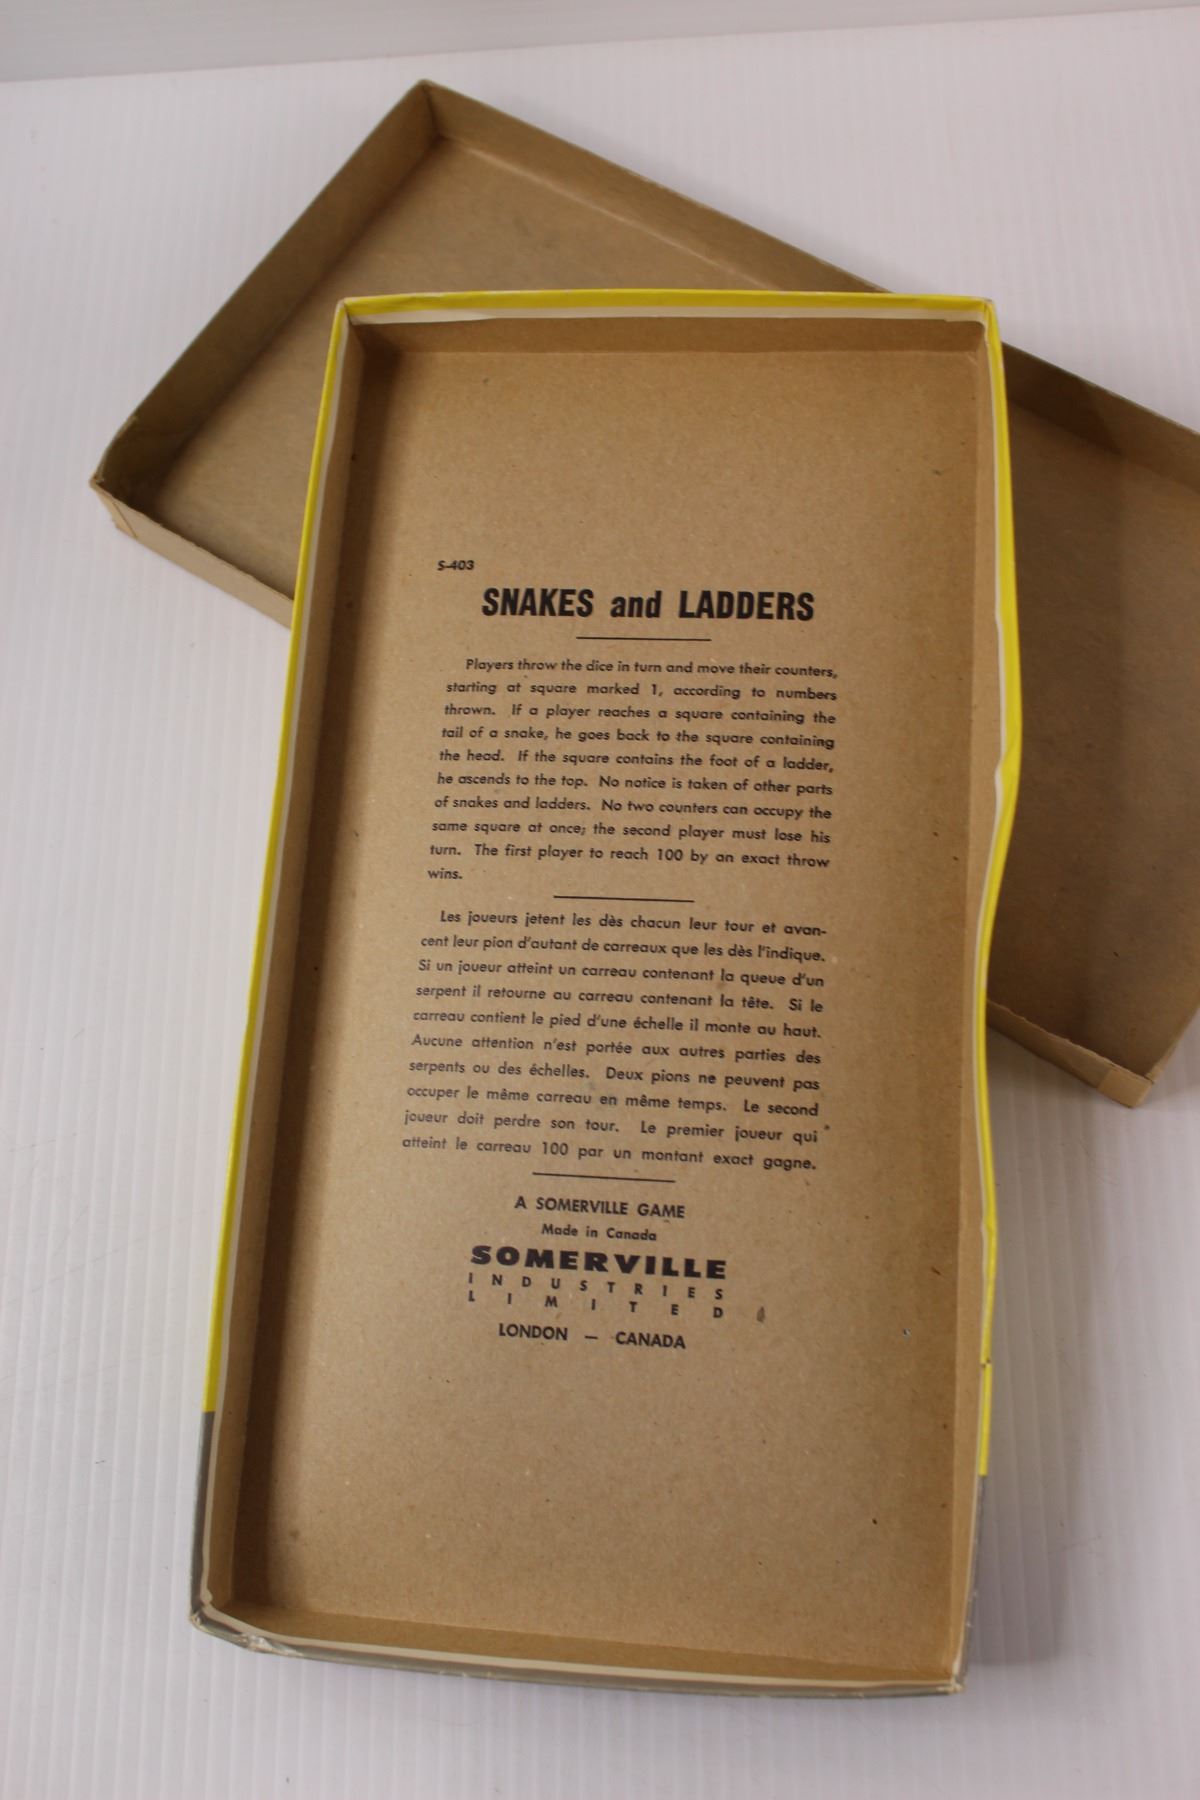 S-403
SNAKES and LADDERS
Players throw the dice in turn and move their counters,
starting at square marked 1, according to numbers
thrown. If a player reaches a square containing the
tail of a snake, he goes back to the square containing
the head. If the square contains the foot of a ladder,
he ascends to the top. No notice is taken of other parts
of snakes and ladders. No two counters can occupy the
same square at once; the second player must lose his
turn. The first player to reach 100 by an exact throw
wins.
Les joueurs jetent les dès chacun leur tour et avan-
cent leur pion d'autant de carreaux que les dès l'indique.
Si un joueur atteint un carreau contenant la queue d'un
serpent il retourne au carreau contenant la tête. Si le
carreau contient le pied d'une échelle il monte au haut.
Aucune attention n'est portée aux autres parties des
serpents ou des échelles. Deux pions ne peuvent pas
occuper le même carreau en même temps. Le second
joueur doit perdre son tour. Le premier joueur qui
atteint le carreau 100 par un montant exact gagne.
A SOMERVILLE GAME
Made in Canada
SOMERVILLE
INDUSTRIES
LIMITED
LONDON — CANADA